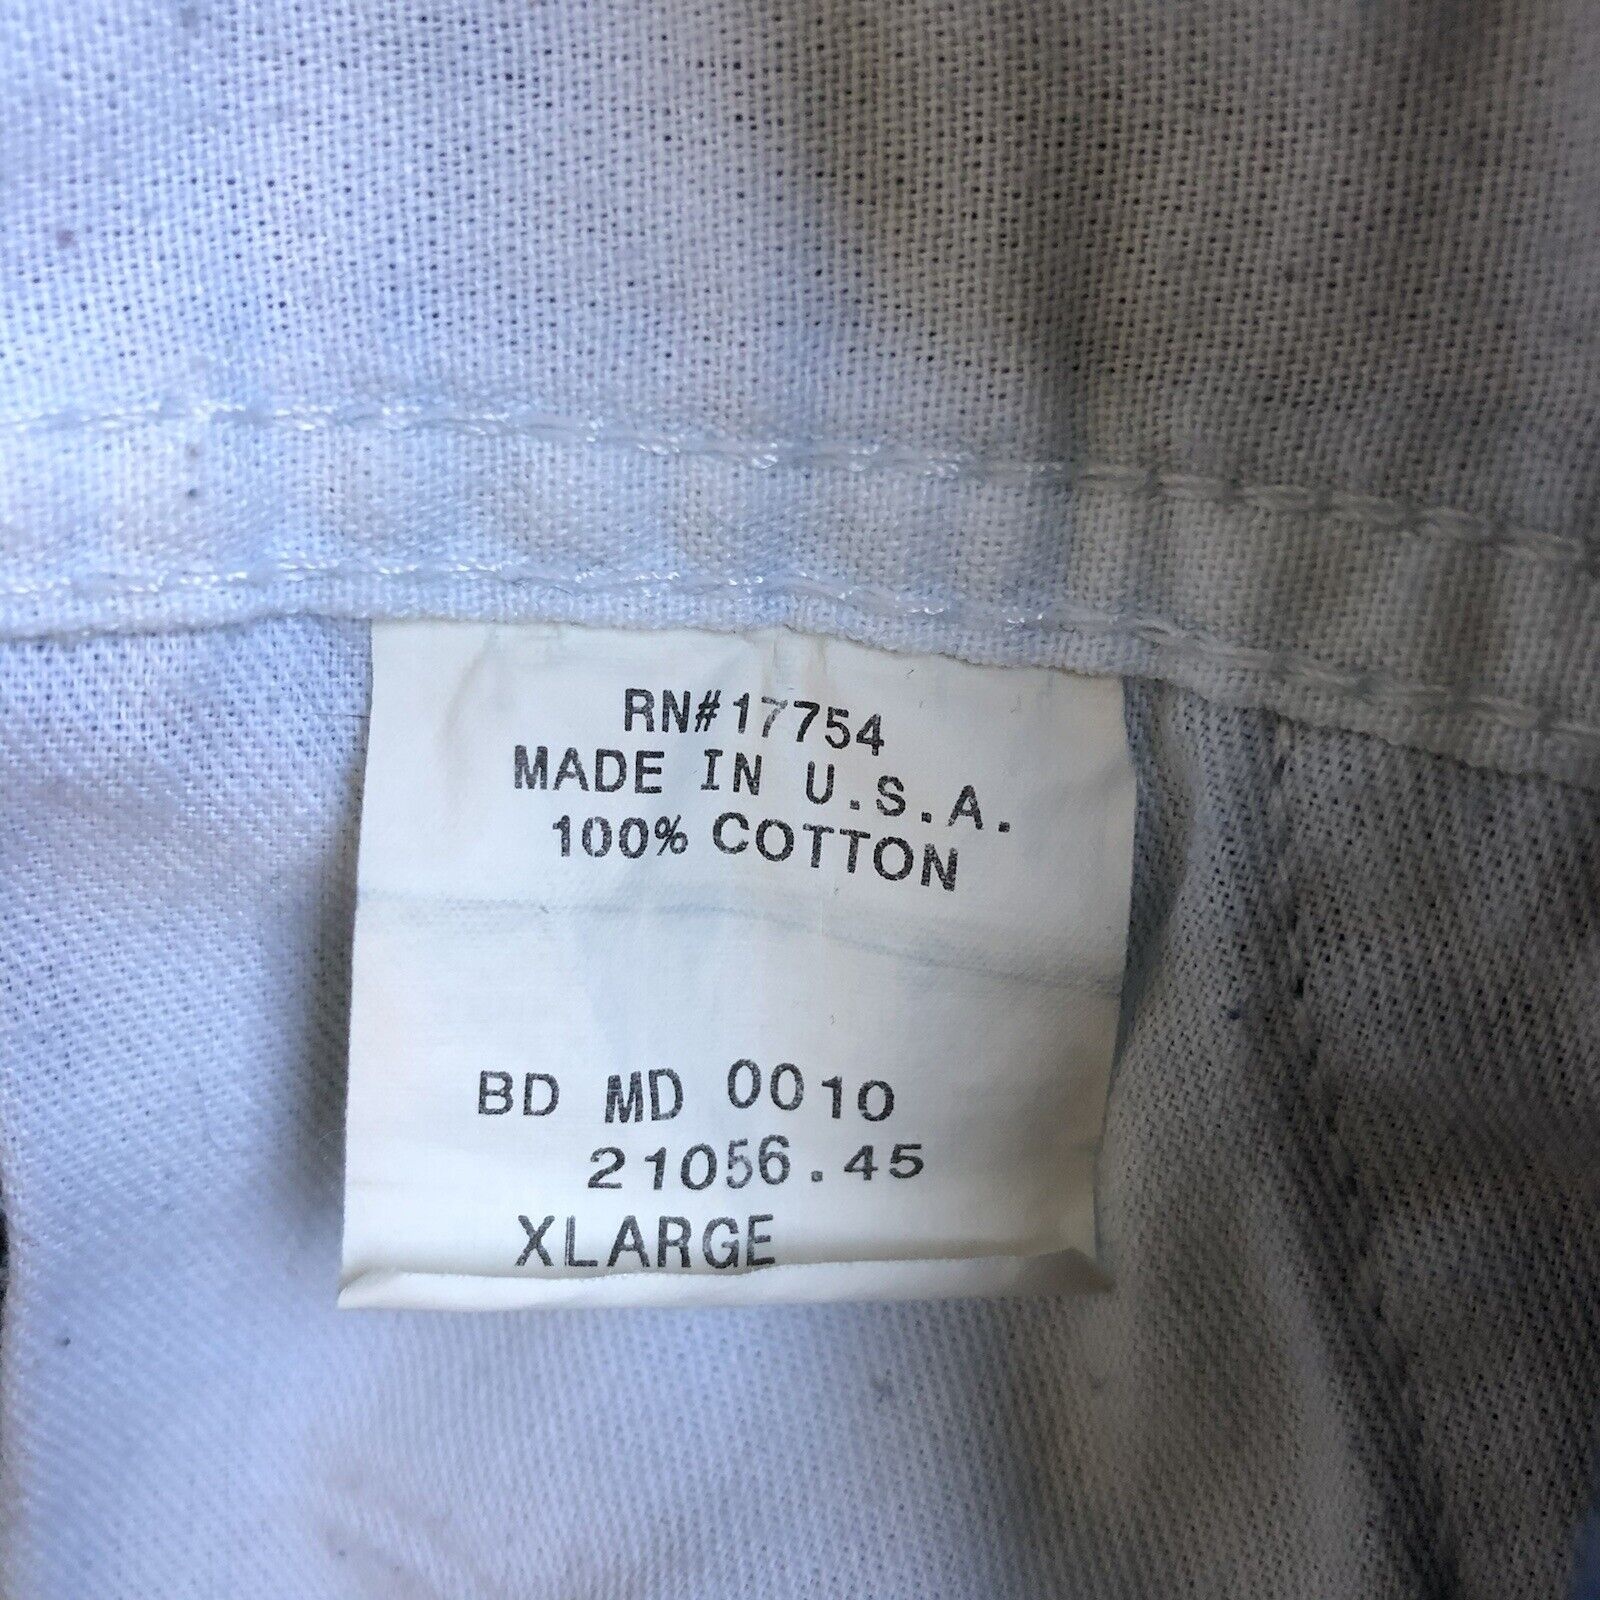 RN#17754
MADE IN U.S.A.
100% COTTON
BD MD 0010
21056.45
XLARGE